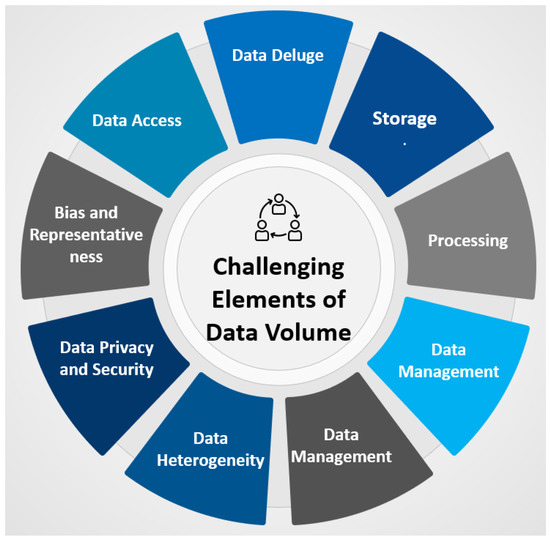 Data Deluge
Storage
.
Processing
Data
Management
Data
Management
Data
Heterogeneity
Data Privacy
and Security
Bias and
Representative
ness
Data Access
Challenging
Elements of
Data Volume